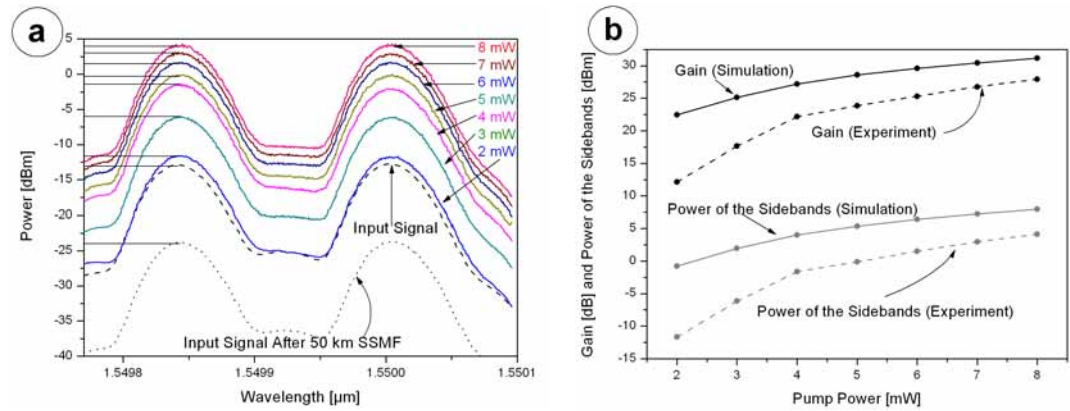 a
5
0
-5
-10
-15
-20
-25
-30
-35
-40
Power [dBm]
8 mW
7 mW
6 mW
5 mW
4 mW
3 mW
2 mW
Input Signal
Input Signal After 50 km SSMF
1.5498
1.5499
1.5500
1.5501
Wavelength [µm]
b
30
25
20
15
10
5
0
-5
-10
-15
Gain [dB] and Power of the Sidebands [dBm]
Gain (Simulation)
Gain (Experiment)
Power of the Sidebands (Simulation)
Power of the Sidebands (Experiment)
2 3 4 5 6 7 8
Pump Power [mW]